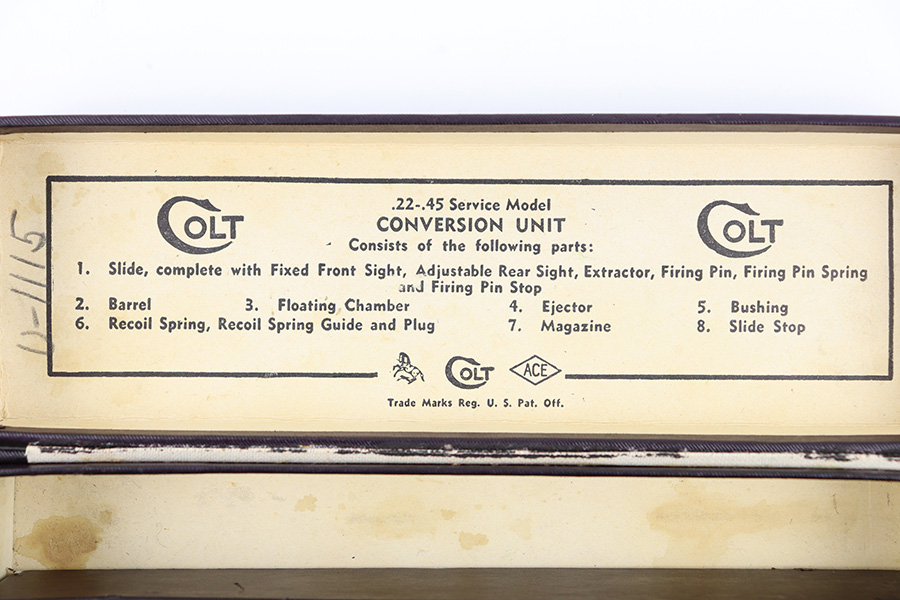 .22-.45 Service Model
COLT CONVERSION UNIT COLT
Consists of the following parts:
1. Slide, complete with Fixed Front Sight, Adjustable Rear Sight, Extractor, Firing Pin, Firing Pin Spring
and Firing Pin Stop
2. Barrel 3. Floating Chamber 4. Ejector 5. Bushing
6. Recoil Spring, Recoil Spring Guide and Plug 7. Magazine 8. Slide Stop
COLT ACE
Trade Marks Reg. U. S. Pat. Off.